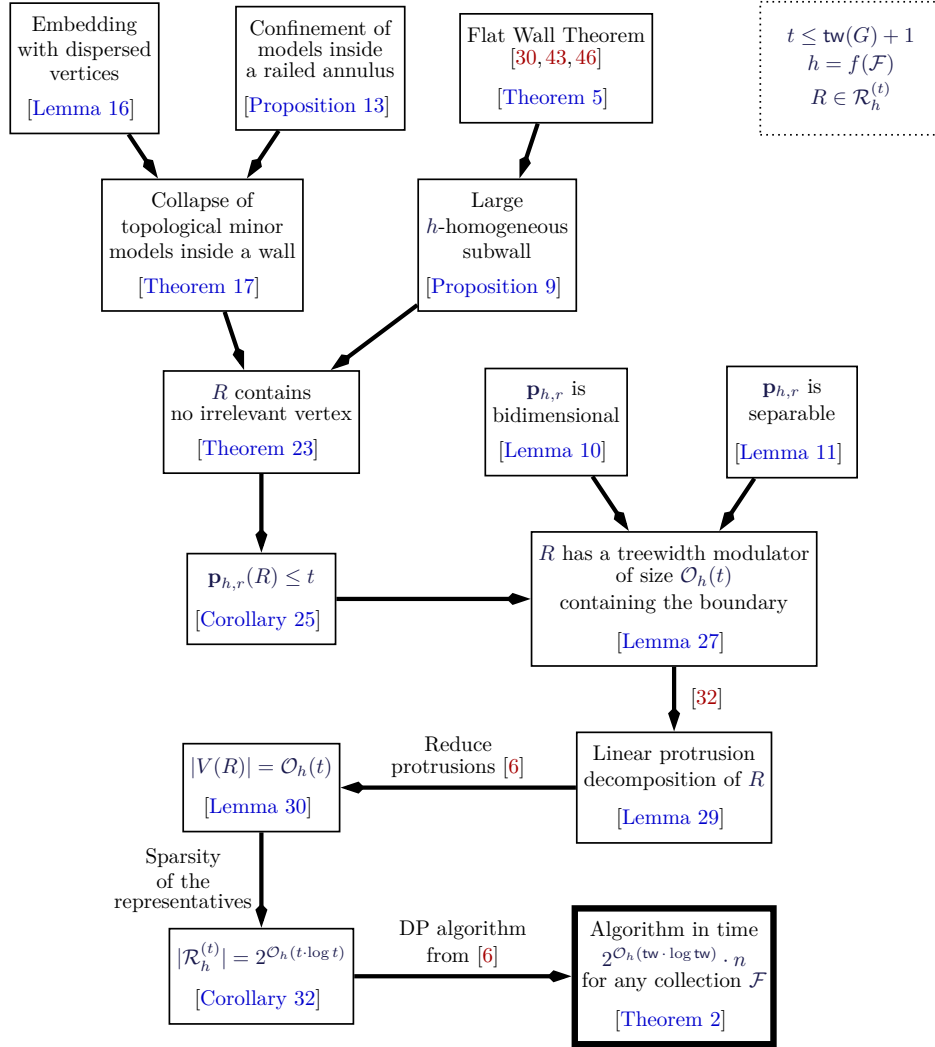 Embedding
with dispersed
vertices
[Lemma 16]
Confinement of
models inside
a railed annulus
[Proposition 13]
Flat Wall Theorem
[30, 43, 46]
[Theorem 5]
t ≤ tw(G) + 1
h = f(ℱ)
R ∈ ℛ_h^{(t)}
Collapse of
topological minor
models inside a wall
[Theorem 17]
Large
h-homogeneous
subwall
[Proposition 9]
R contains
no irrelevant vertex
[Theorem 23]
p_{h,r} is
bidimensional
[Lemma 10]
p_{h,r} is
separable
[Lemma 11]
p_{h,r}(R) ≤ t
[Corollary 25]
R has a treewidth modulator
of size 𝒪_h(t)
containing the boundary
[Lemma 27]
[32]
Linear protrusion
decomposition of R
[Lemma 29]
Reduce
protrusions [6]
|V(R)| = 𝒪_h(t)
[Lemma 30]
Sparsity
of the
representatives
|ℛ_h^{(t)}| = 2^{𝒪_h(t·log t)}
[Corollary 32]
DP algorithm
from [6]
Algorithm in time
2^{𝒪_h(tw·log tw)} · n
for any collection ℱ
[Theorem 2]